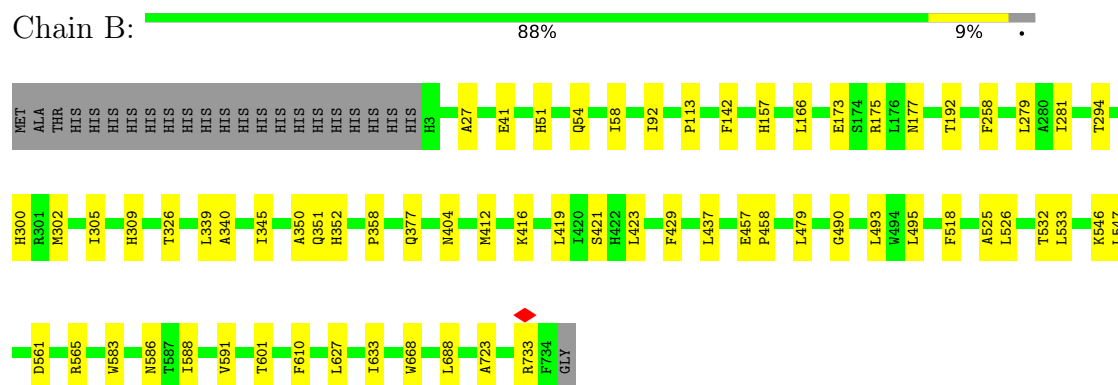 Chain B:
88% 9% •
MET ALA THR HIS HIS HIS HIS HIS HIS HIS HIS HIS HIS HIS HIS HIS HIS HIS HIS HIS HIS HIS H3 A27 E41 H51 Q54 I58 I92 P113 F142 H157 L166 E173 S174 R175 L176 N177 T192 F258 L279 A280 I281 T294
H300 R301 M302 I305 H309 T326 L339 A340 I345 A350 Q351 H352 P358 Q377 N404 M412 K416 L419 I420 S421 H422 L423 F429 L437 E457 P458 L479 G490 L493 W494 L495 F518 A525 L526 T532 L533 K546 L547
D561 R565 W583 N586 T587 I588 V591 T601 F610 L627 I633 W668 L688 A723 R733 F734 GLY